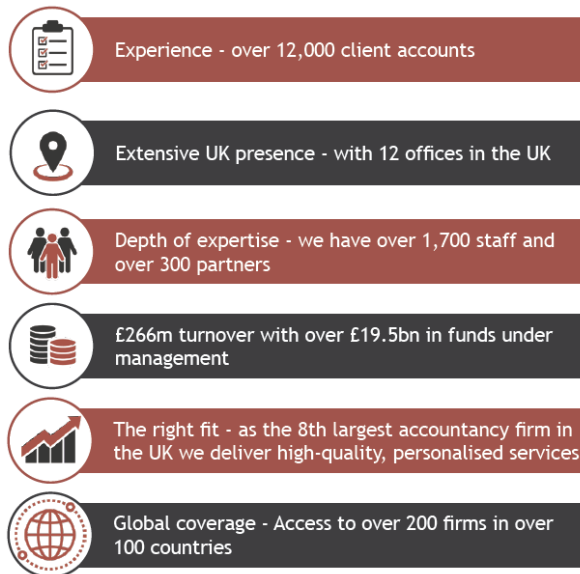 Experience - over 12,000 client accounts
Extensive UK presence - with 12 offices in the UK
Depth of expertise - we have over 1,700 staff and
over 300 partners
£266m turnover with over £19.5bn in funds under
management
The right fit - as the 8th largest accountancy firm in
the UK we deliver high-quality, personalised services
Global coverage - Access to over 200 firms in over
100 countries